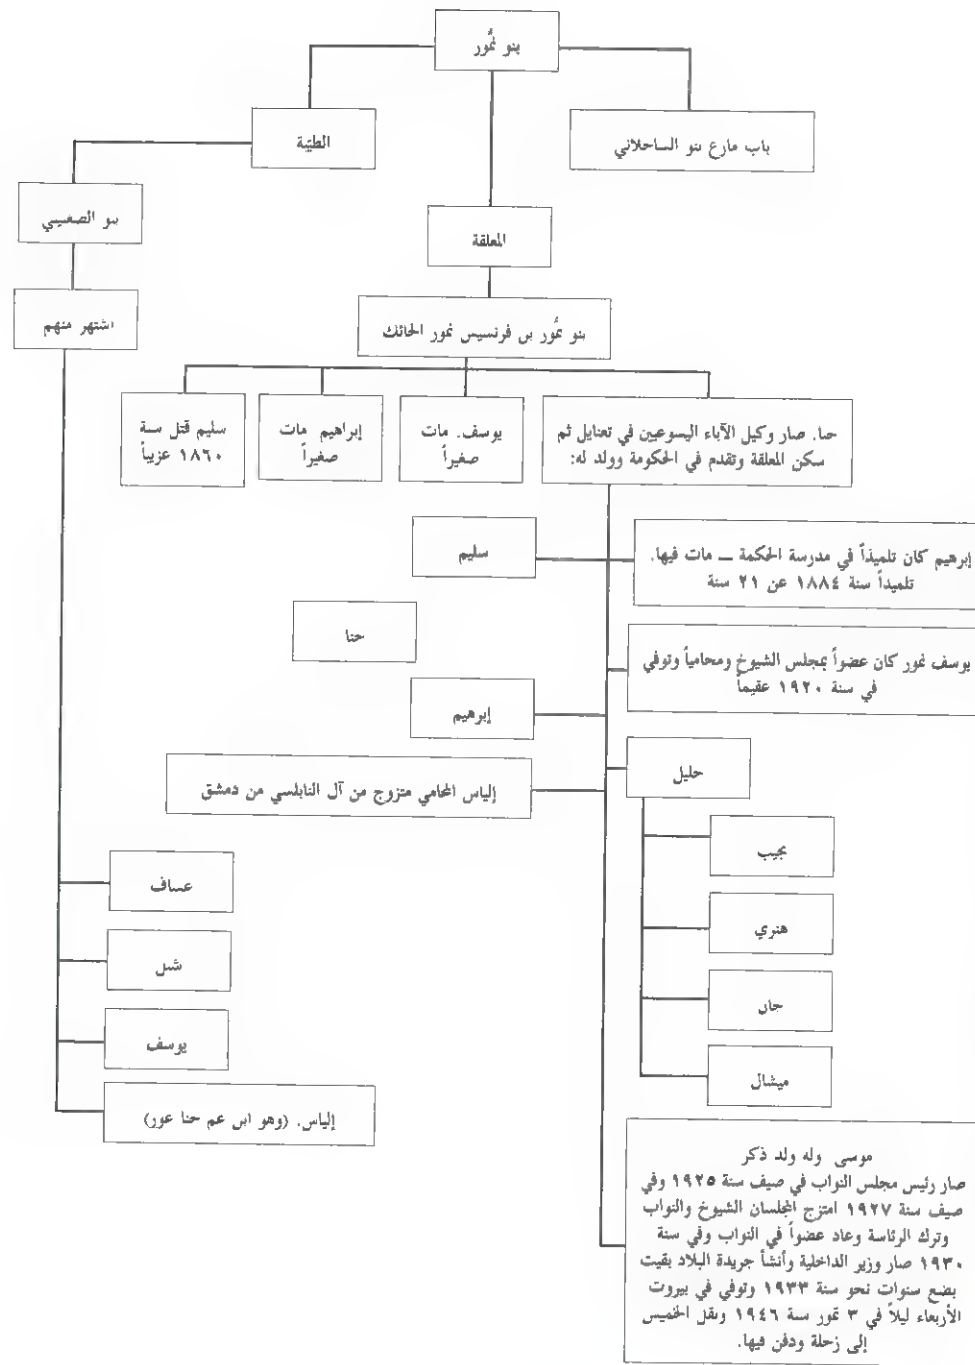 بنو نمّور
باب مارع بنو الساحلاني
الطيّبة
بنو الصغبيني
المعلقة
اشتهر منهم
بنو نمّور بن فرنسيس نمور الحائك
حنا. صار وكيل الآباء اليسوعيين في تعنايل ثم
سكن المعلقة وتقدم في الحكومة وولد له:
يوسف. مات
صغيراً
إبراهيم مات
صغيراً
سليم قتل سنة
١٨٦٠ عزيباً
إبرهيم كان تلميذاً في مدرسة الحكمة ــ مات فيها.
تلميذاً سنة ١٨٨٤ عن ٢١ سنة
سليم
حنا
يوسف نمور كان عضواً بمجلس الشيوخ ومحامياً وتوفي
في سنة ١٩٢٠ عقيماً
إبرهيم
خليل
إلياس المحامي متزوج من آل النابلسي من دمشق
نجيب
هنري
جان
ميشال
عساف
شبل
يوسف
إلياس. (وهو ابن عم حنا عور)
موسى وله ولد ذكر
صار رئيس مجلس النواب في صيف سنة ١٩٢٥ وفي
صيف سنة ١٩٢٧ امتزج المجلسان الشيوخ والنواب
وترك الرئاسة وعاد عضواً في النواب وفي سنة
١٩٣٠ صار وزير الداخلية وأنشأ جريدة البلاد بقيت
بضع سنوات نحو سنة ١٩٣٣ وتوفي في بيروت
الأربعاء ليلاً في ٣ تموز سنة ١٩٤٦ ونقل الخميس
إلى زحلة ودفن فيها.